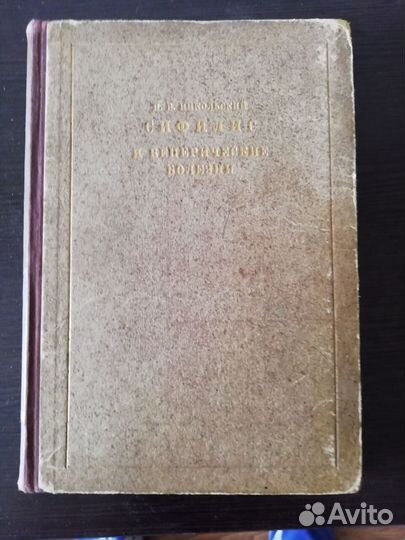 П. В. НИКОЛЬСКИЙ
СИФИЛИС
И ВЕНЕРИЧЕСКИЕ
БОЛЕЗНИ
Avito